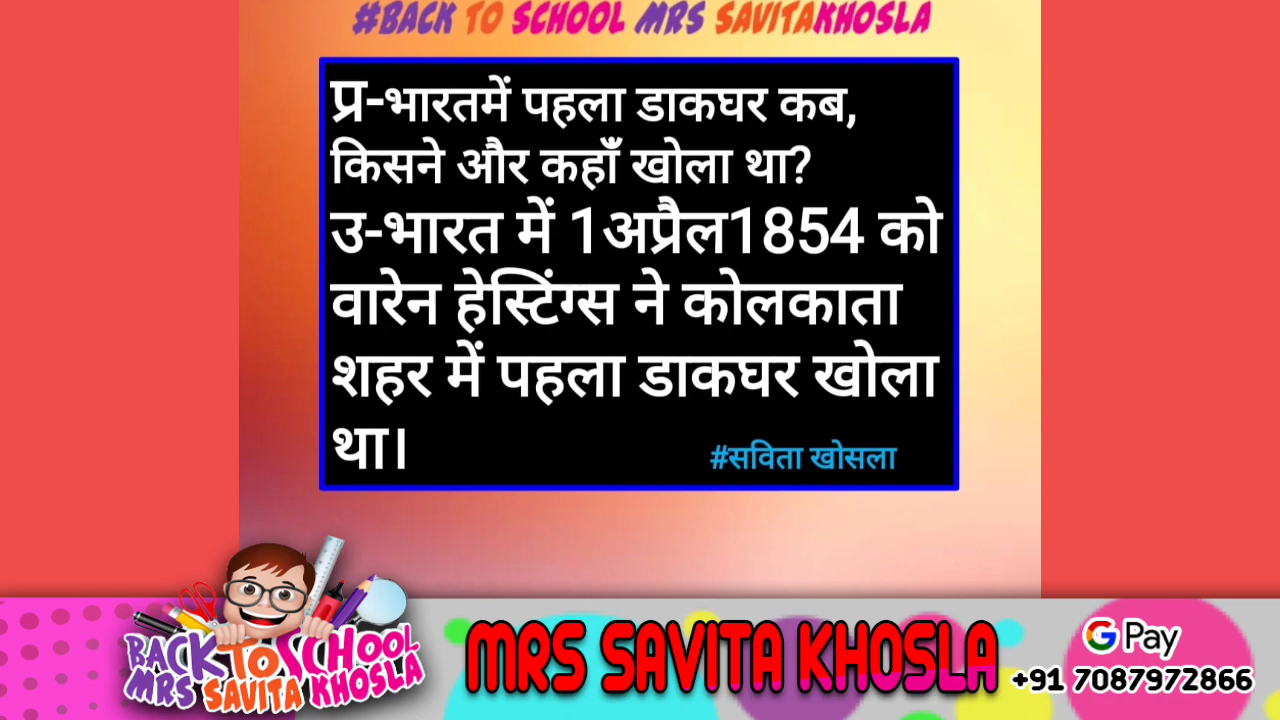 #BACK TO SCHOOL MRS SAVITAKHOSLA
प्र-भारतमें पहला डाकघर कब,
किसने और कहाँ खोला था?
उ-भारत में 1अप्रैल1854 को
वारेन हेस्टिंग्स ने कोलकाता
शहर में पहला डाकघर खोला
था।
#सविता खोसला
BACK TO SCHOOL
MRS SAVITA KHOSLA
MRS SAVITA KHOSLA
G Pay
+91 7087972866